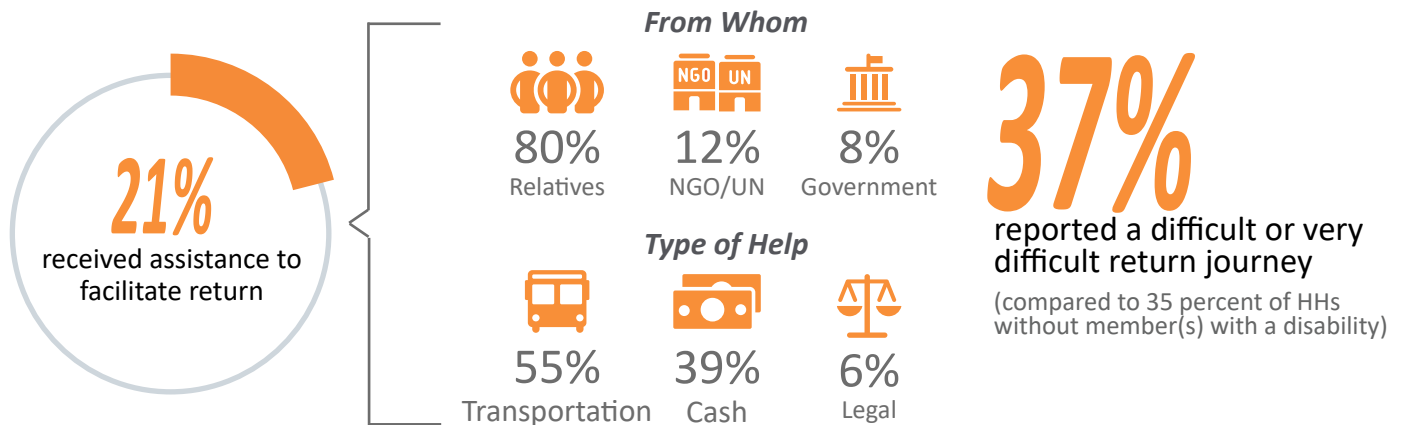 21%
received assistance to
facilitate return
From Whom
NGO UN
80% 12% 8%
Relatives NGO/UN Government
Type of Help
55% 39% 6%
Transportation Cash Legal
37%
reported a difficult or very
difficult return journey
(compared to 35 percent of HHs
without member(s) with a disability)